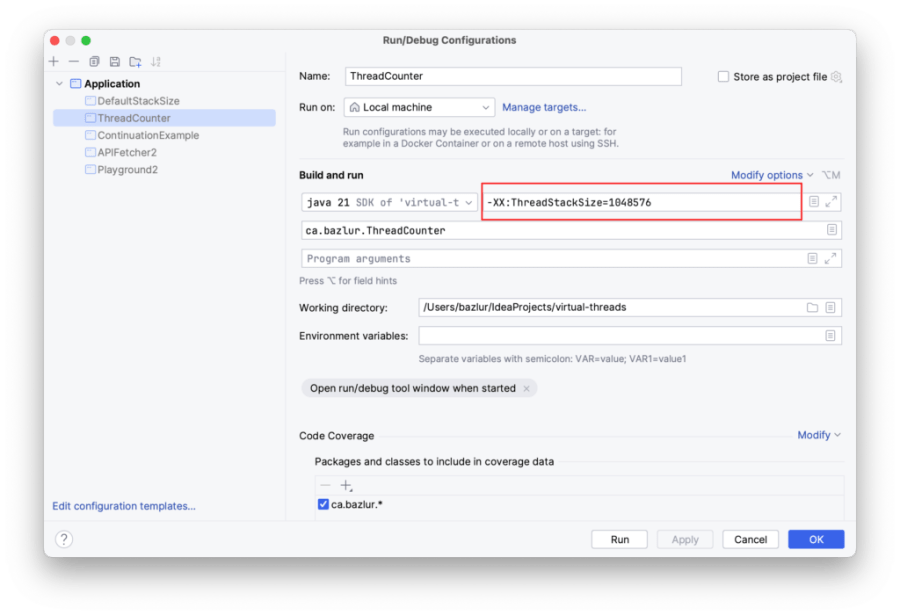 Run/Debug Configurations
Application
DefaultStackSize
ThreadCounter
ContinuationExample
APIFetcher2
Playground2
Edit configuration templates...
Name: ThreadCounter Store as project file
Run on: Local machine Manage targets...
Run configurations may be executed locally or on a target: for
example in a Docker Container or on a remote host using SSH.
Build and run Modify options ⌥M
java 21 SDK of 'virtual-t -XX:ThreadStackSize=1048576
ca.bazlur.ThreadCounter
Program arguments
Press ⌥ for field hints
Working directory: /Users/bazlur/IdeaProjects/virtual-threads
Environment variables:
Separate variables with semicolon: VAR=value; VAR1=value1
Open run/debug tool window when started ×
Code Coverage Modify
Packages and classes to include in coverage data
ca.bazlur.*
? Run Apply Cancel OK